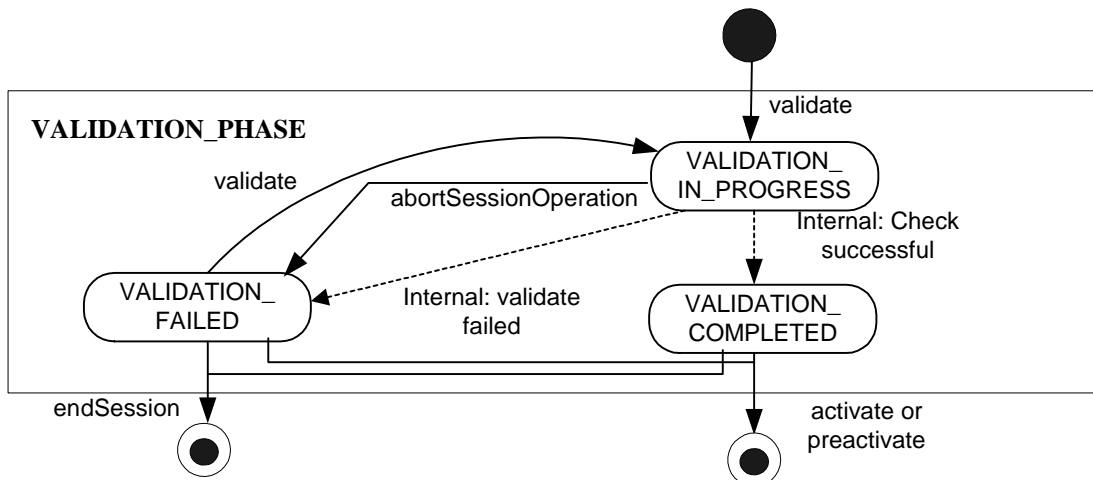 validate
VALIDATION_PHASE
VALIDATION_
IN_PROGRESS
validate
abortSessionOperation
Internal: Check
successful
VALIDATION_
FAILED
Internal: validate
failed
VALIDATION_
COMPLETED
endSession
activate or
preactivate